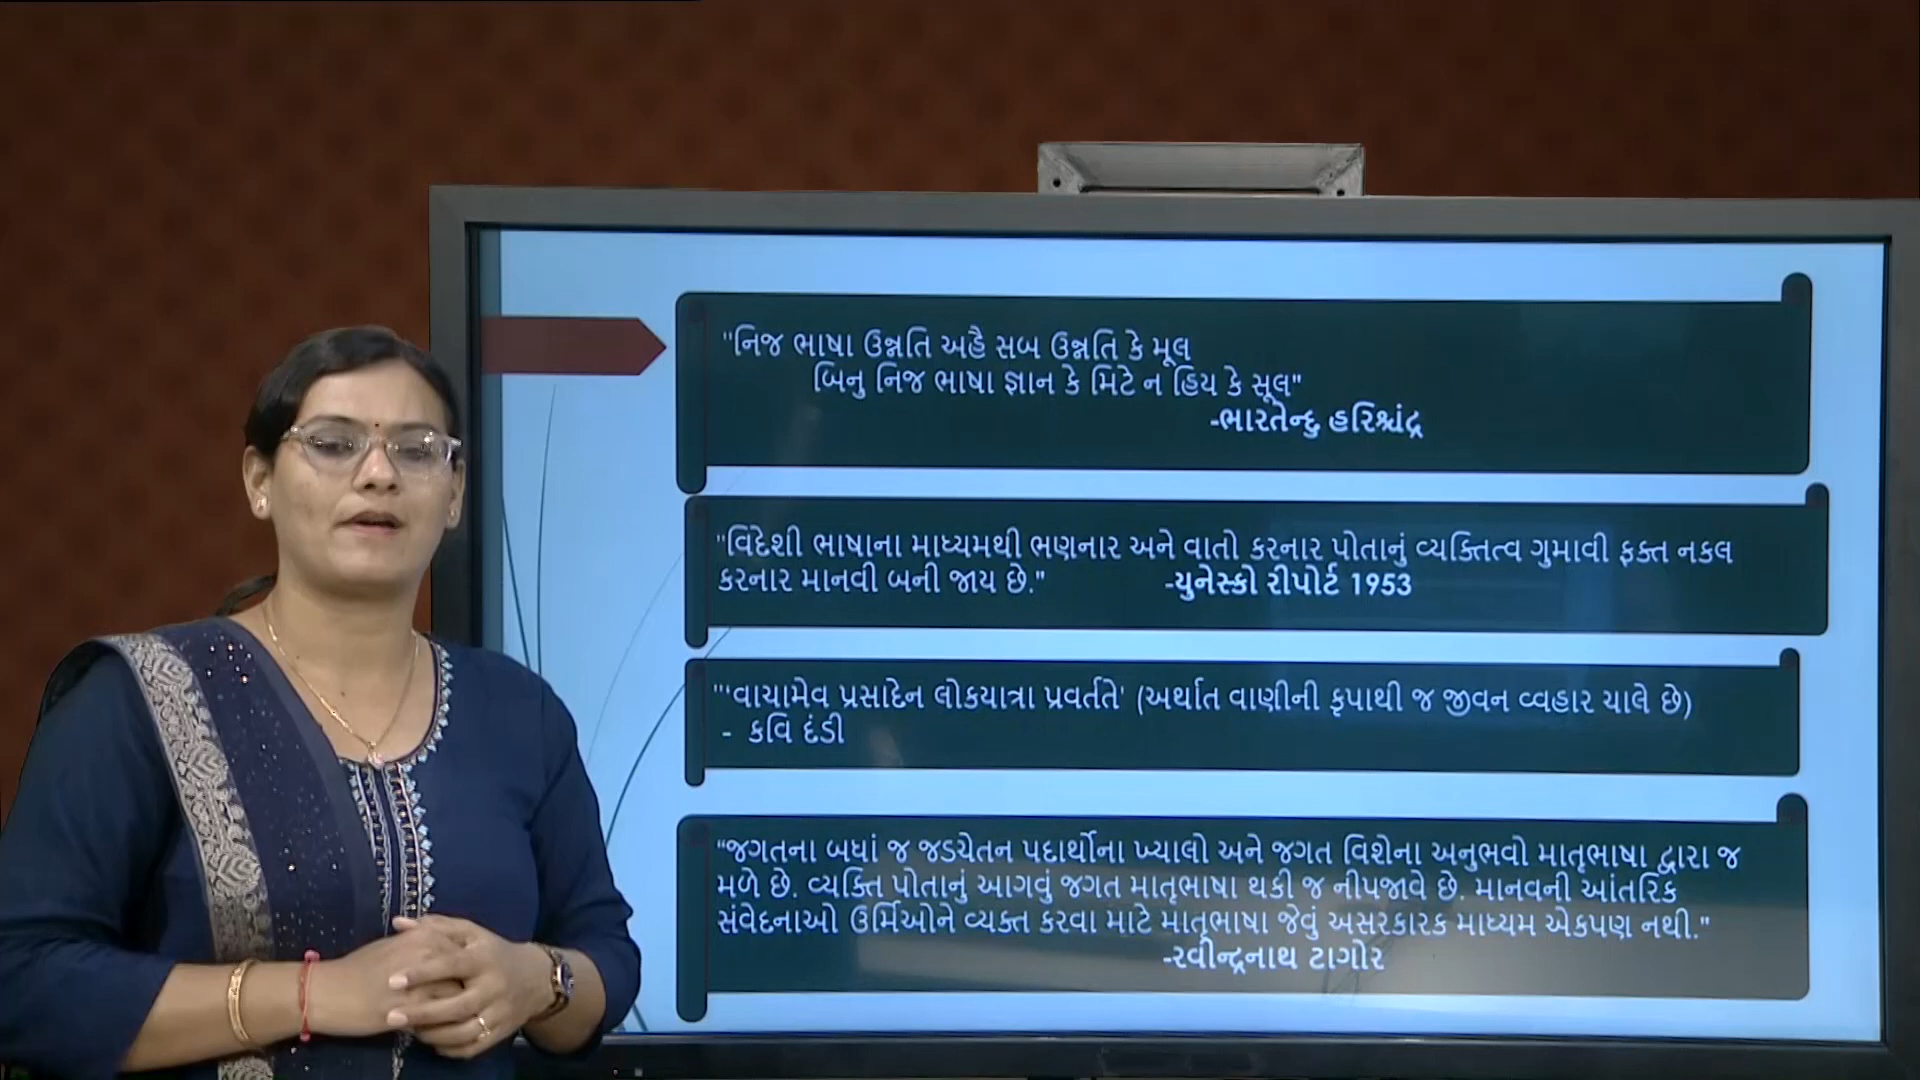 "નિજ ભાષા ઉન્નતિ અહૈ સબ ઉન્નતિ કે મૂલ
બિનુ નિજ ભાષા જ્ઞાન કે મિટે ન હિય કે સૂલ"
-ભારતેન્દુ હરિશ્ચંદ્ર
"વિદેશી ભાષાના માધ્યમથી ભણનાર અને વાતો કરનાર પોતાનું વ્યક્તિત્વ ગુમાવી ફક્ત નકલ
કરનાર માનવી બની જાય છે." -યુનેસ્કો રીપોર્ટ 1953
"'વાચામેવ પ્રસાદેન લોકયાત્રા પ્રવર્તતે' (અર્થાત વાણીની કૃપાથી જ જીવન વ્વહાર ચાલે છે)
- કવિ દંડી
"જગતના બધાં જ જડચેતન પદાર્થોના ખ્યાલો અને જગત વિશેના અનુભવો માતૃભાષા દ્વારા જ
મળે છે. વ્યક્તિ પોતાનું આગવું જગત માતૃભાષા થકી જ નીપજાવે છે. માનવની આંતરિક
સંવેદનાઓ ઉર્મિઓને વ્યક્ત કરવા માટે માતૃભાષા જેવું અસરકારક માધ્યમ એકપણ નથી."
-રવીન્દ્રનાથ ટાગોર